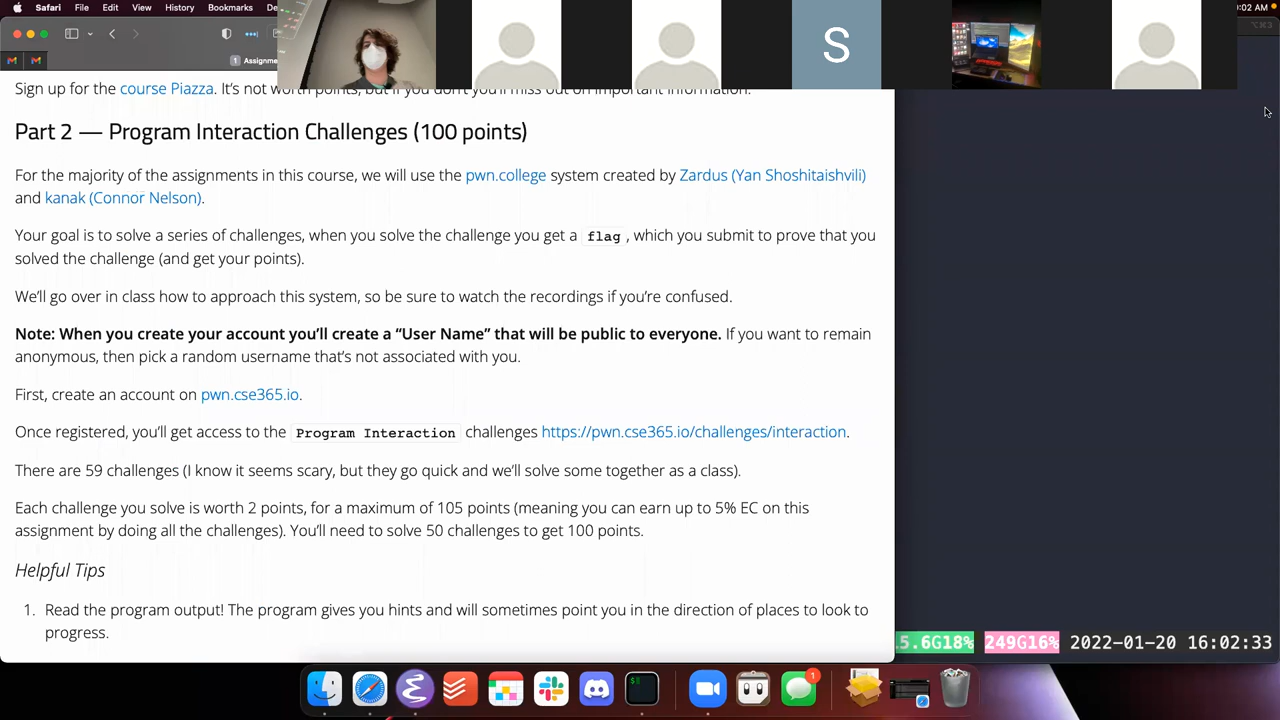 Safari File Edit View History Bookmarks De
:02 AM
S
1 Assignme
⌥⌘3
Sign up for the course Piazza. It's not worth points, but if you don't you'll miss out on important information.
Part 2 — Program Interaction Challenges (100 points)
For the majority of the assignments in this course, we will use the pwn.college system created by Zardus (Yan Shoshitaishvili)
and kanak (Connor Nelson).
Your goal is to solve a series of challenges, when you solve the challenge you get a flag, which you submit to prove that you
solved the challenge (and get your points).
We'll go over in class how to approach this system, so be sure to watch the recordings if you're confused.
Note: When you create your account you'll create a “User Name” that will be public to everyone. If you want to remain
anonymous, then pick a random username that's not associated with you.
First, create an account on pwn.cse365.io.
Once registered, you'll get access to the Program Interaction challenges https://pwn.cse365.io/challenges/interaction.
There are 59 challenges (I know it seems scary, but they go quick and we'll solve some together as a class).
Each challenge you solve is worth 2 points, for a maximum of 105 points (meaning you can earn up to 5% EC on this
assignment by doing all the challenges). You'll need to solve 50 challenges to get 100 points.
Helpful Tips
1. Read the program output! The program gives you hints and will sometimes point you in the direction of places to look to
progress.
5.6G18% 249G16% 2022-01-20 16:02:33
1